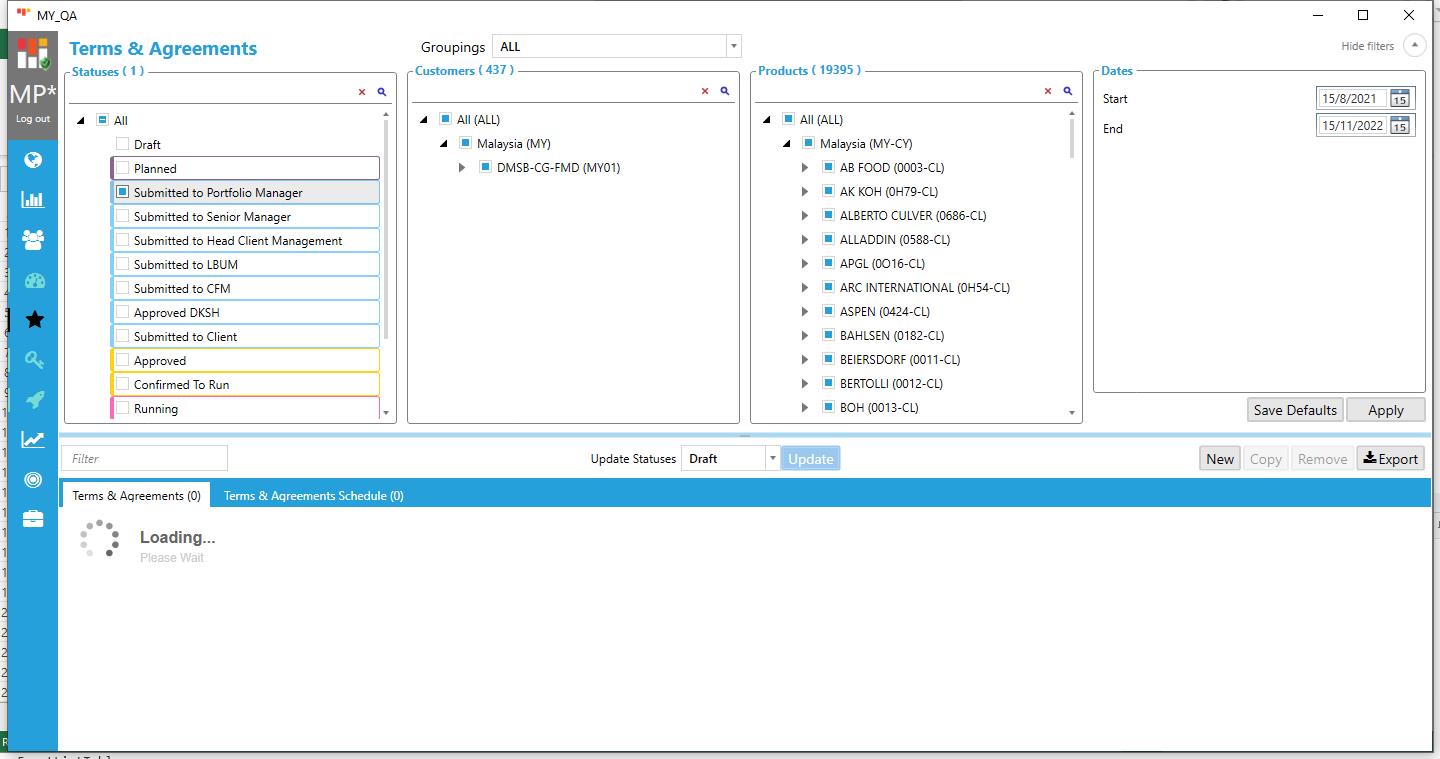 MY_QA
MP*
Log out
Terms & Agreements
Groupings
ALL
Hide filters
Statuses ( 1 )
All
Draft
Planned
Submitted to Portfolio Manager
Submitted to Senior Manager
Submitted to Head Client Management
Submitted to LBUM
Submitted to CFM
Approved DKSH
Submitted to Client
Approved
Confirmed To Run
Running
Customers ( 437 )
All (ALL)
Malaysia (MY)
DMSB-CG-FMD (MY01)
Products ( 19395 )
All (ALL)
Malaysia (MY-CY)
AB FOOD (0003-CL)
AK KOH (0H79-CL)
ALBERTO CULVER (0686-CL)
ALLADDIN (0588-CL)
APGL (0O16-CL)
ARC INTERNATIONAL (0H54-CL)
ASPEN (0424-CL)
BAHLSEN (0182-CL)
BEIERSDORF (0011-CL)
BERTOLLI (0012-CL)
BOH (0013-CL)
Dates
Start
15/8/2021
15
End
15/11/2022
15
Save Defaults
Apply
Filter
Update Statuses
Draft
Update
New
Copy
Remove
Export
Terms & Agreements (0)
Terms & Agreements Schedule (0)
Loading...
Please Wait